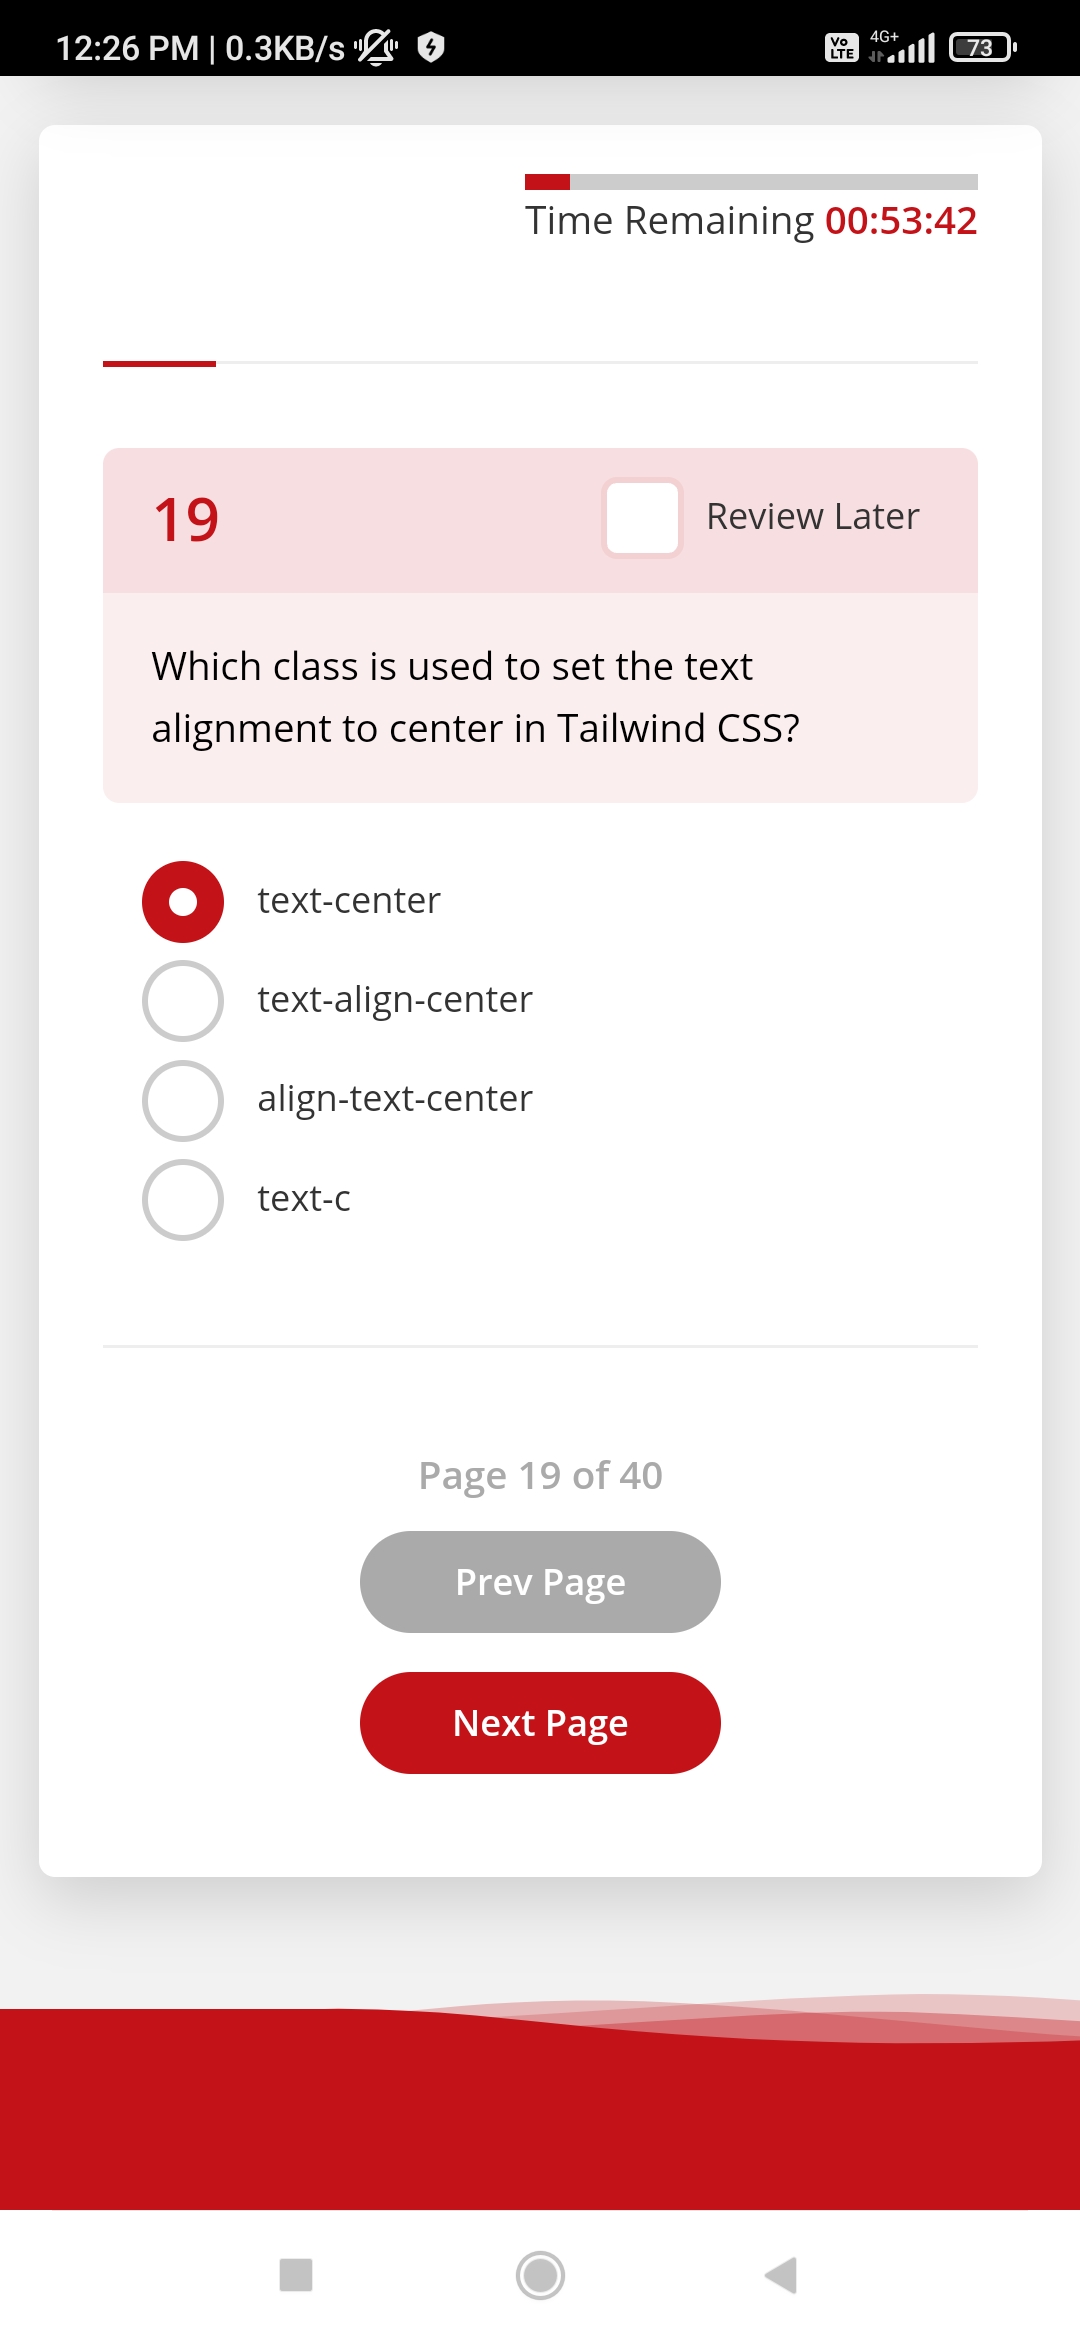 12:26 PM | 0.3KB/s
Vo LTE 4G+ 73
Time Remaining 00:53:42
19 Review Later
Which class is used to set the text
alignment to center in Tailwind CSS?
text-center
text-align-center
align-text-center
text-c
Page 19 of 40
Prev Page
Next Page